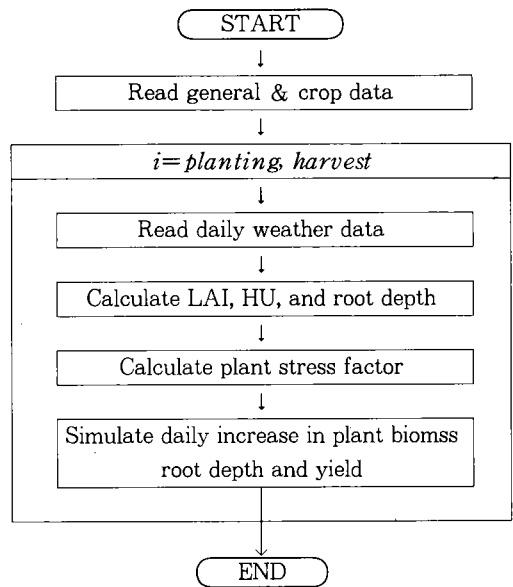 START
Read general & crop data
i=planting, harvest
Read daily weather data
Calculate LAI, HU, and root depth
Calculate plant stress factor
Simulate daily increase in plant biomss
root depth and yield
END